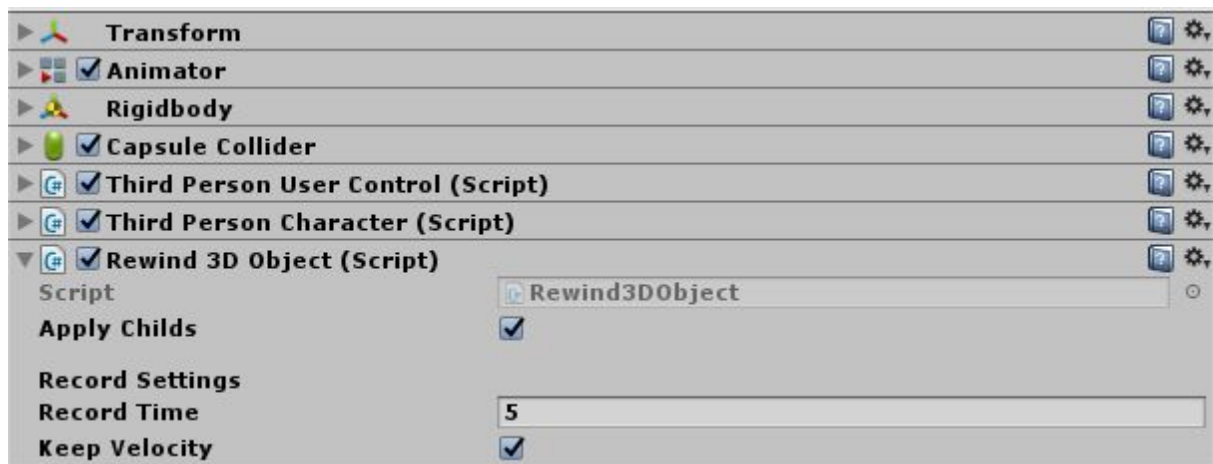 Transform
Animator
Rigidbody
Capsule Collider
Third Person User Control (Script)
Third Person Character (Script)
Rewind 3D Object (Script)
Script Rewind3DObject
Apply Childs
Record Settings
Record Time 5
Keep Velocity